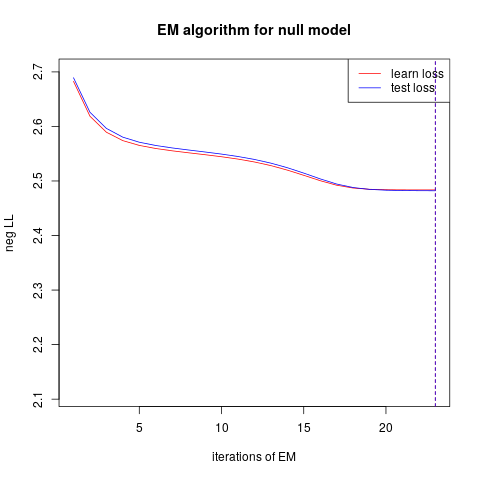 EM algorithm for null model
learn loss
test loss
neg LL
2.7
2.6
2.5
2.4
2.3
2.2
2.1
5 10 15 20
iterations of EM